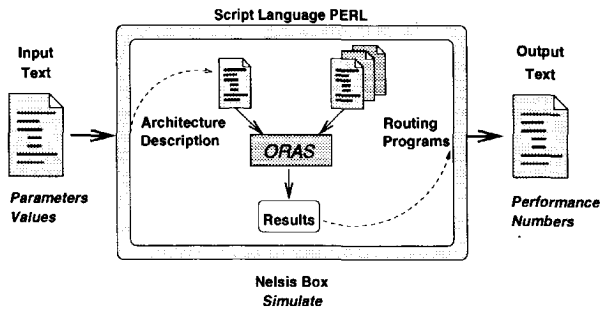 Script Language PERL
Input
Text
Output
Text
Architecture
Description
Routing
Programs
ORAS
Results
Parameters
Values
Performance
Numbers
Nelsis Box
Simulate